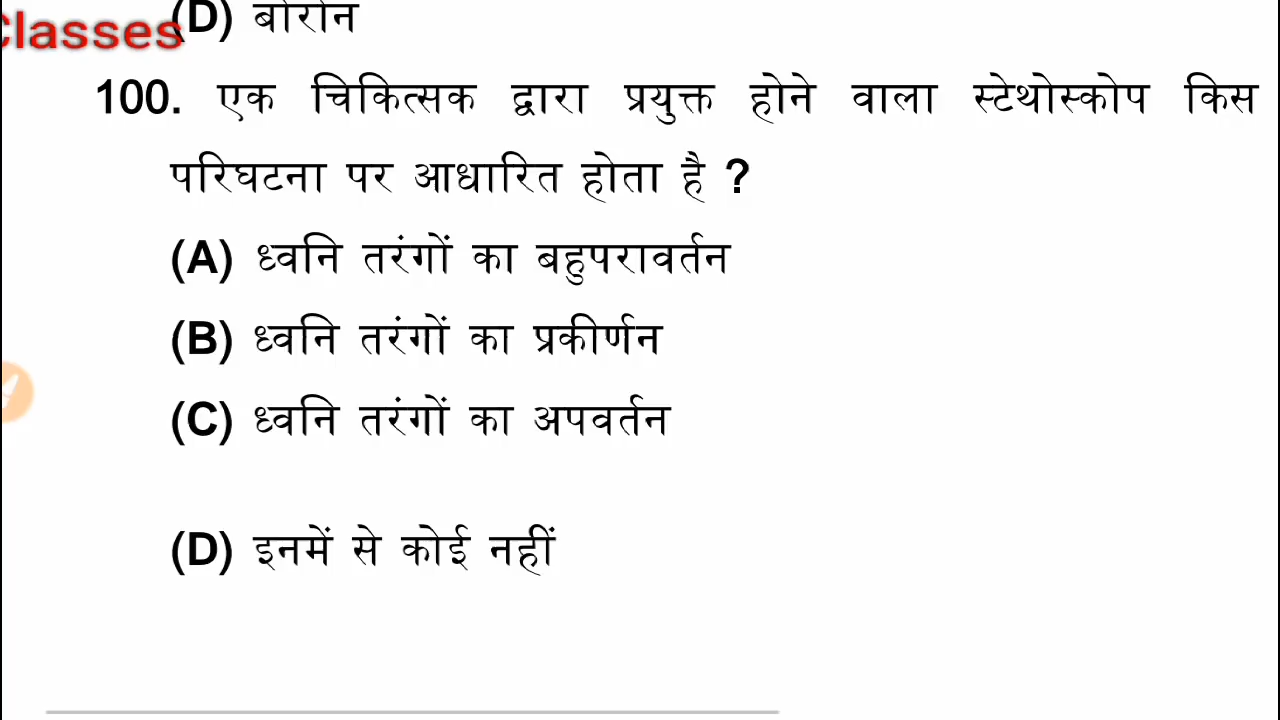 Classes
(D) बोरोन
100. एक चिकित्सक द्वारा प्रयुक्त होने वाला स्टेथोस्कोप किस
परिघटना पर आधारित होता है ?
(A) ध्वनि तरंगों का बहुपरावर्तन
(B) ध्वनि तरंगों का प्रकीर्णन
(C) ध्वनि तरंगों का अपवर्तन
(D) इनमें से कोई नहीं